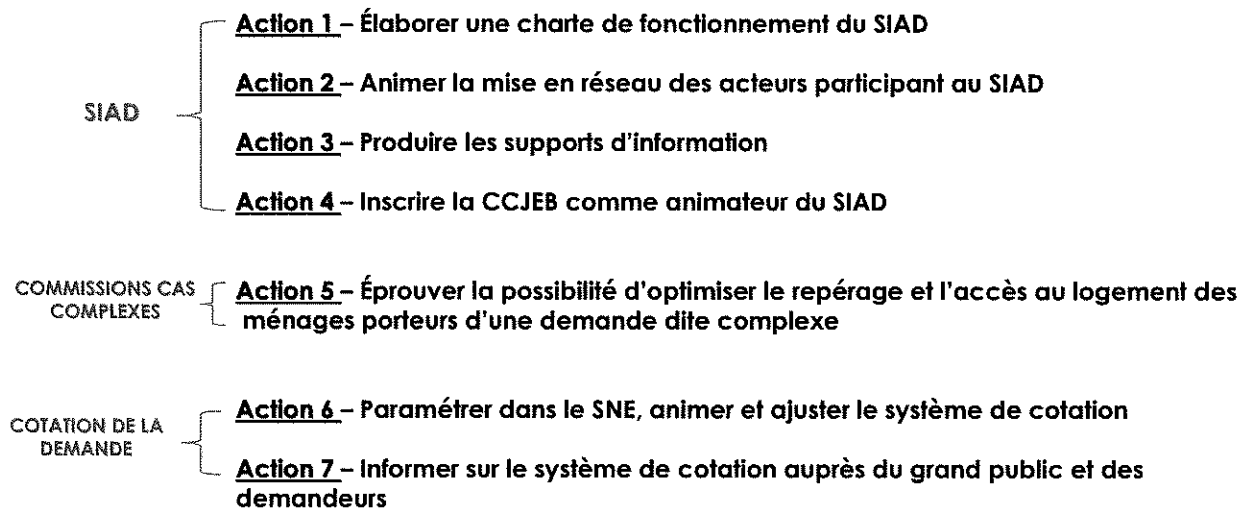 SIAD
Action 1 – Élaborer une charte de fonctionnement du SIAD
Action 2 – Animer la mise en réseau des acteurs participant au SIAD
Action 3 – Produire les supports d'information
Action 4 – Inscrire la CCJEB comme animateur du SIAD
COMMISSIONS CAS
COMPLEXES
Action 5 – Éprouver la possibilité d'optimiser le repérage et l'accès au logement des
ménages porteurs d'une demande dite complexe
COTATION DE LA
DEMANDE
Action 6 – Paramétrer dans le SNE, animer et ajuster le système de cotation
Action 7 – Informer sur le système de cotation auprès du grand public et des
demandeurs